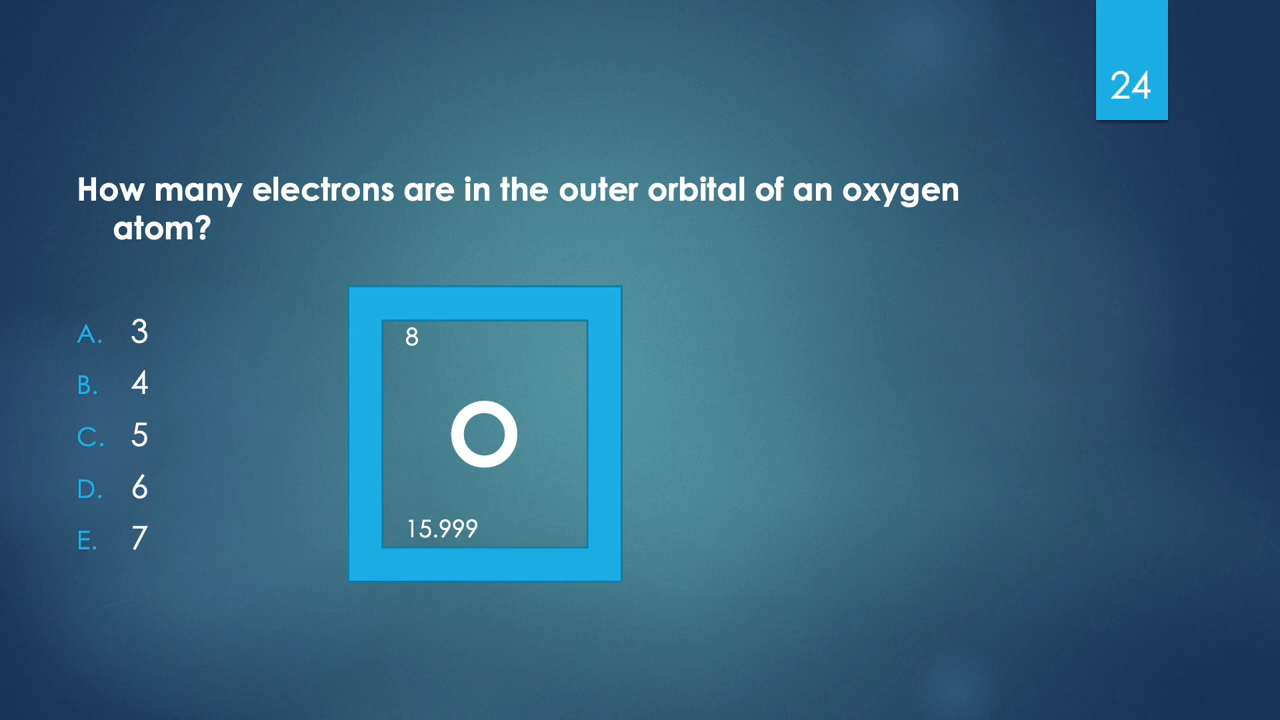 24
How many electrons are in the outer orbital of an oxygen
atom?
A. 3
B. 4
C. 5
D. 6
E. 7
8
O
15.999